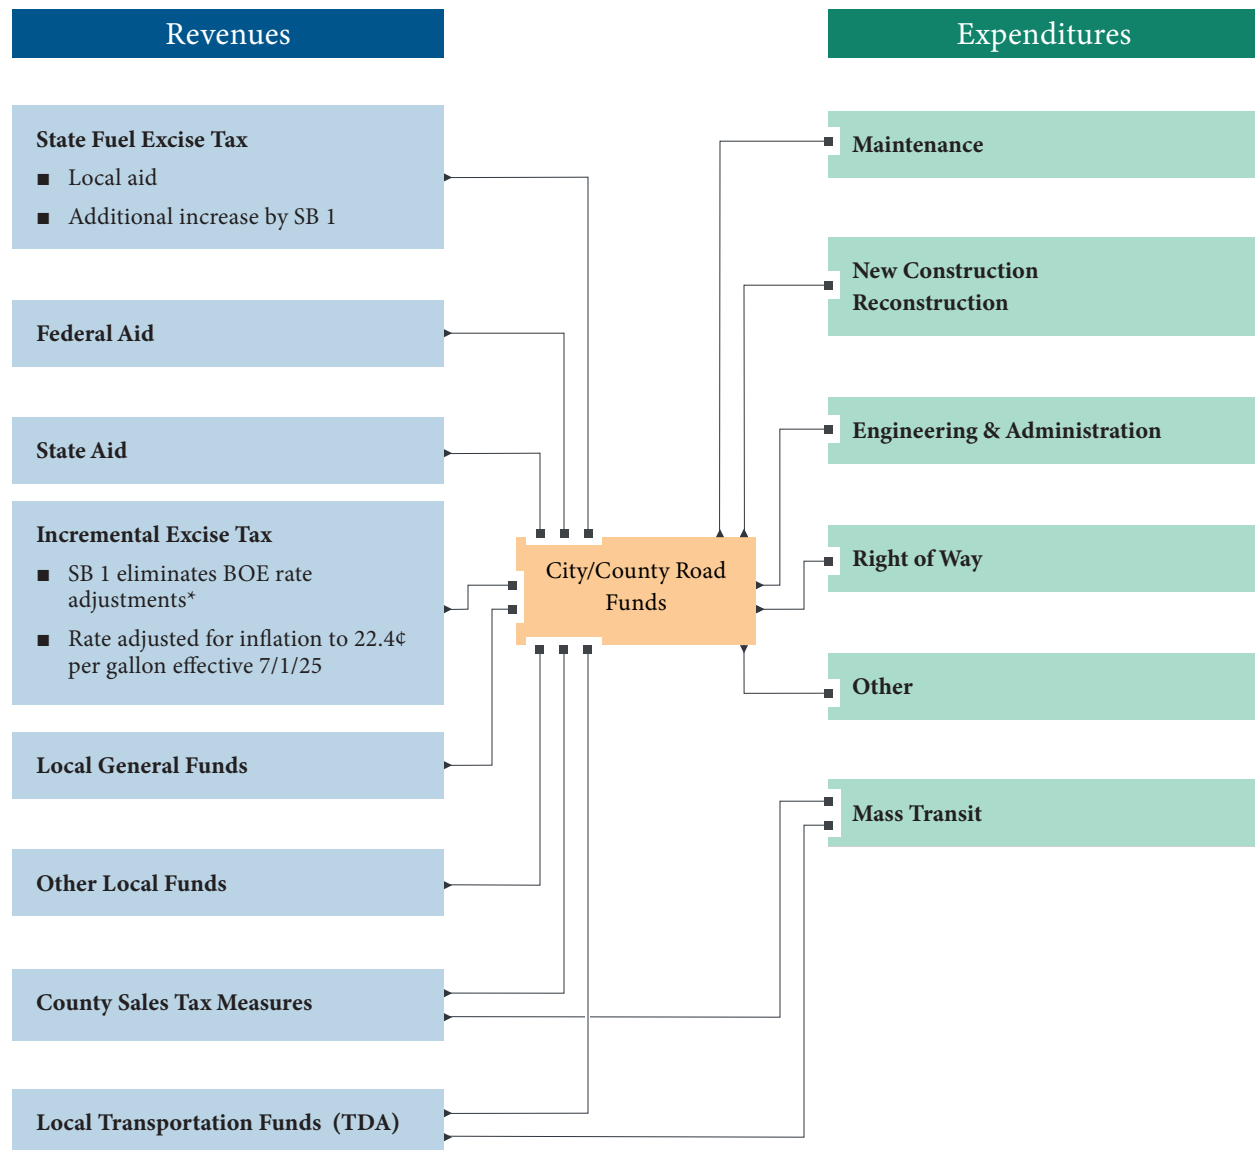 Revenues
State Fuel Excise Tax
■ Local aid
■ Additional increase by SB 1
Federal Aid
State Aid
Incremental Excise Tax
■ SB 1 eliminates BOE rate
adjustments*
■ Rate adjusted for inflation to 22.4¢
per gallon effective 7/1/25
Local General Funds
Other Local Funds
County Sales Tax Measures
Local Transportation Funds (TDA)
City/County Road
Funds
Expenditures
Maintenance
New Construction
Reconstruction
Engineering & Administration
Right of Way
Other
Mass Transit